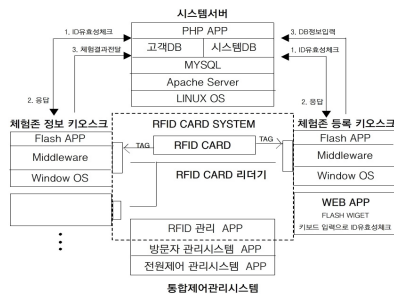 시스템서버
PHP APP
고객DB 시스템DB
MYSQL
Apache Server
LINUX OS
1. ID유효성체크
3. 체험결과전달
2. 응답
3. DB정보입력
1. ID유효성체크
2. 응답
체험존 정보 키오스크
Flash APP
Middleware
Window OS
RFID CARD SYSTEM
TAG
RFID CARD
TAG
RFID CARD 리더기
체험존 등록 키오스크
Flash APP
Middleware
Window OS
WEB APP
FLASH WIGET
키보드 입력으로 ID유효성체크
RFID 관리 APP
방문자 관리시스템 APP
전원제어관리시스템 APP
통합제어관리시스템